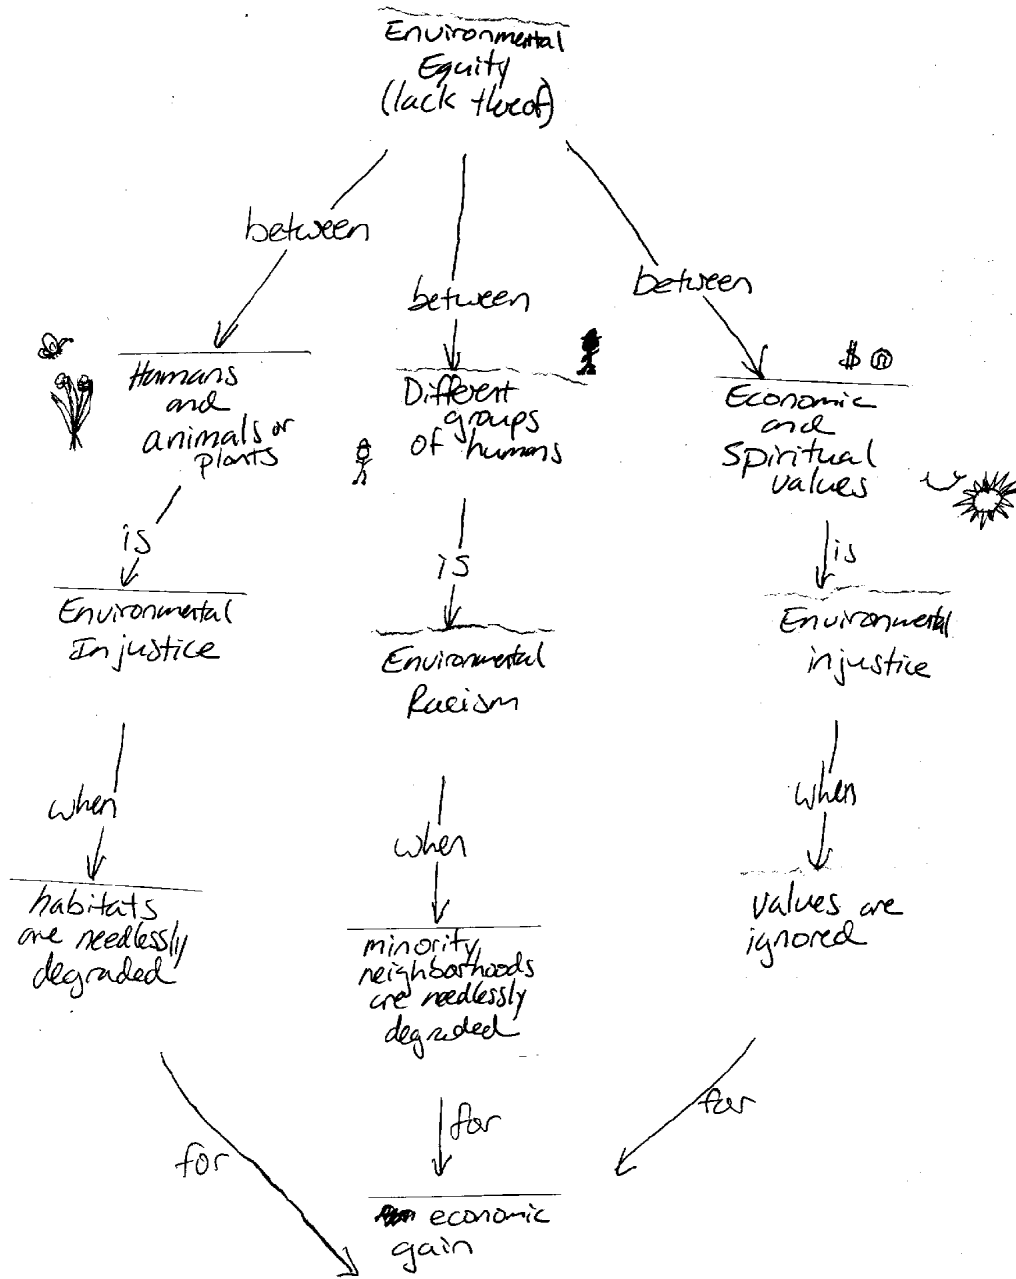 Environmental
Equity
(lack thereof)
between
between
between
$
Humans
and
animals or
plants
Different
groups
of humans
Economic
and
Spiritual
values
is
is
is
Environmental
Injustice
Environmental
Racism
Environmental
injustice
when
when
when
habitats
are needlessly
degraded
minority
neighborhoods
are needlessly
degraded
values are
ignored
for
for
for
economic
gain